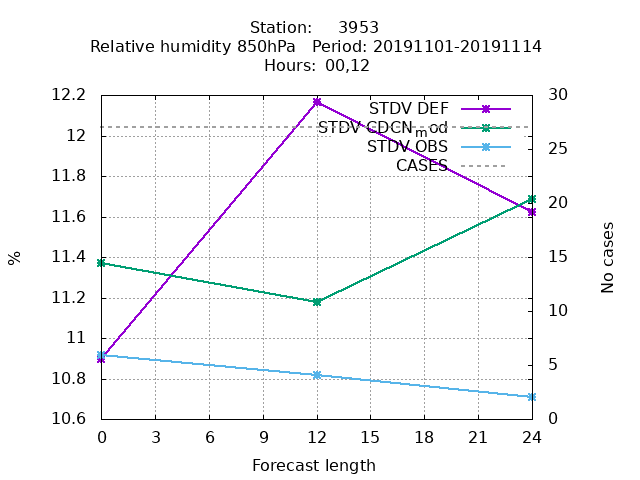 Station: 3953
Relative humidity 850hPa Period: 20191101-20191114
Hours: 00,12
12.2
12
11.8
11.6
11.4
11.2
11
10.8
10.6
%
STDV DEF
STDV CDCN_mod
STDV OBS
CASES
30
25
20
15
10
5
0
No cases
0 3 6 9 12 15 18 21 24
Forecast length